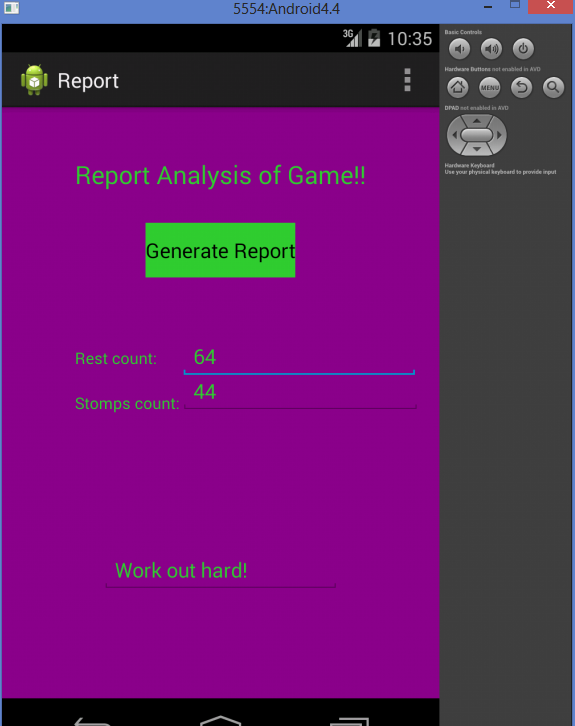 5554:Android4.4
3G 10:35
Report
Report Analysis of Game!!
Generate Report
Rest count: 64
Stomps count: 44
Work out hard!
Basic Controls
Hardware Buttons not enabled in AVD
MENU
DPAD not enabled in AVD
Hardware Keyboard
Use your physical keyboard to provide input